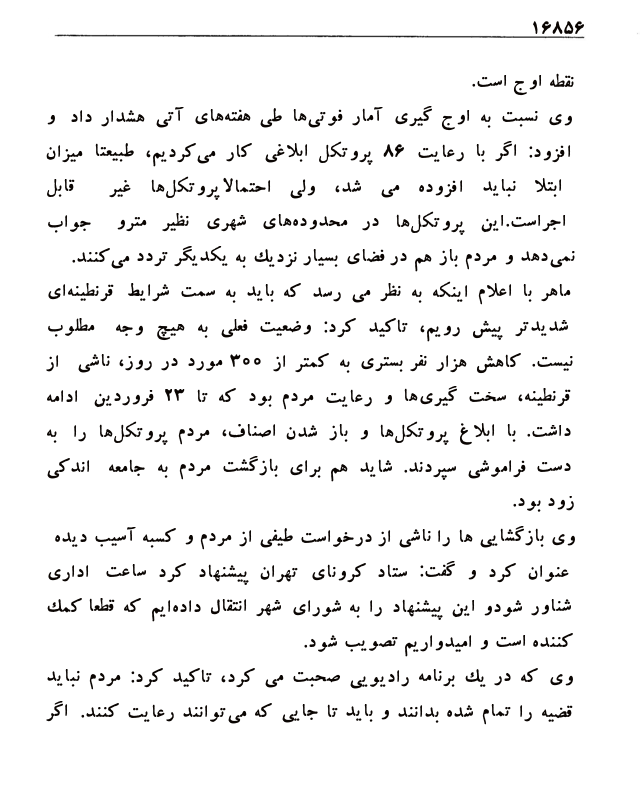 ۱۶۸۵۶
نقطه اوج است.
وی نسبت به اوج گیری آمار فوتی‌ها طی هفته‌های آتی هشدار داد و
افزود: اگر با رعایت ۸۶ پروتکل ابلاغی کار می‌کردیم، طبیعتا میزان
ابتلا نباید افزوده می شد، ولی احتمالاپروتکل‌ها غیر قابل
اجراست.این پروتکل‌ها در محدوده‌های شهری نظیر مترو جواب
نمی‌دهد و مردم باز هم در فضای بسیار نزدیك به یکدیگر تردد می‌کنند.
ماهر با اعلام اینکه به نظر می رسد که باید به سمت شرایط قرنطینه‌ای
شدیدتر پیش رویم، تاکید کرد: وضعیت فعلی به هیچ وجه مطلوب
نیست. کاهش هزار نفر بستری به کمتر از ۳۰۰ مورد در روز، ناشی از
قرنطینه، سخت گیری‌ها و رعایت مردم بود که تا ۲۳ فروردین ادامه
داشت. با ابلاغ پروتکل‌ها و باز شدن اصناف، مردم پروتکل‌ها را به
دست فراموشی سپردند. شاید هم برای بازگشت مردم به جامعه اندکی
زود بود.
وی بازگشایی ها را ناشی از درخواست طیفی از مردم و کسبه آسیب دیده
عنوان کرد و گفت: ستاد کرونای تهران پیشنهاد کرد ساعت اداری
شناور شودو این پیشنهاد را به شورای شهر انتقال داده‌ایم که قطعا کمك
کننده است و امیدواریم تصویب شود.
وی که در یك برنامه رادیویی صحبت می کرد، تاکید کرد: مردم نباید
قضیه را تمام شده بدانند و باید تا جایی که می‌توانند رعایت کنند. اگر